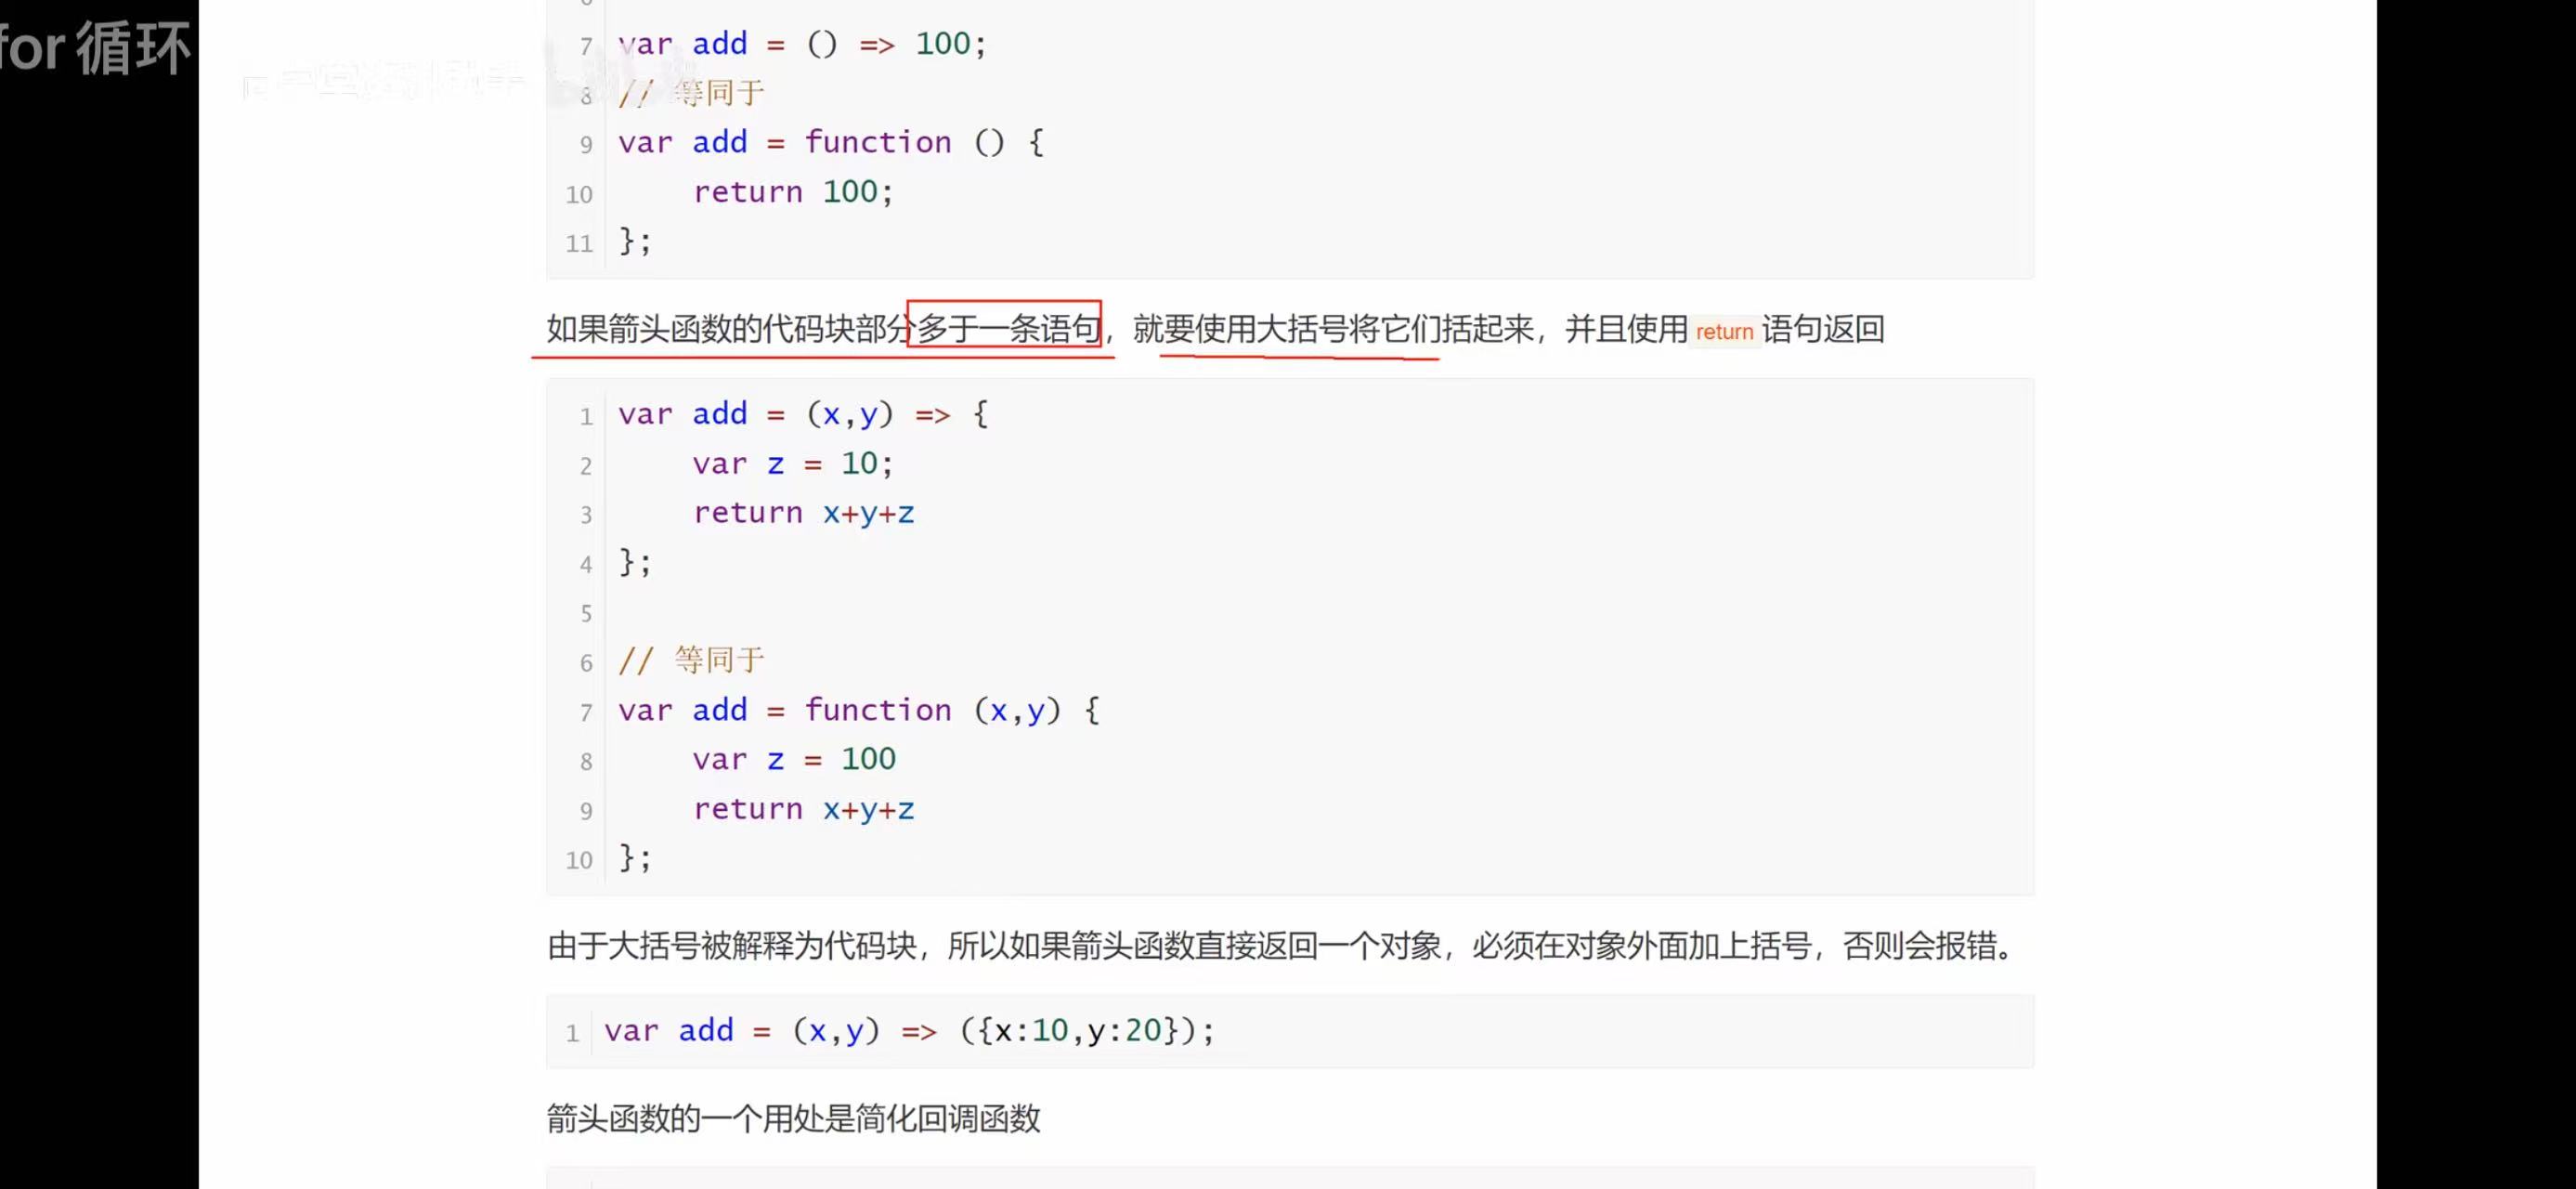 for 循环
7 var add = () => 100;
8 // 等同于
9 var add = function () {
10 return 100;
11 };
如果箭头函数的代码块部分多于一条语句，就要使用大括号将它们括起来，并且使用return语句返回
1 var add = (x,y) => {
2 var z = 10;
3 return x+y+z
4 };
5
6 // 等同于
7 var add = function (x,y) {
8 var z = 100
9 return x+y+z
10 };
由于大括号被解释为代码块，所以如果箭头函数直接返回一个对象，必须在对象外面加上括号，否则会报错。
1 var add = (x,y) => ({x:10,y:20});
箭头函数的一个用处是简化回调函数